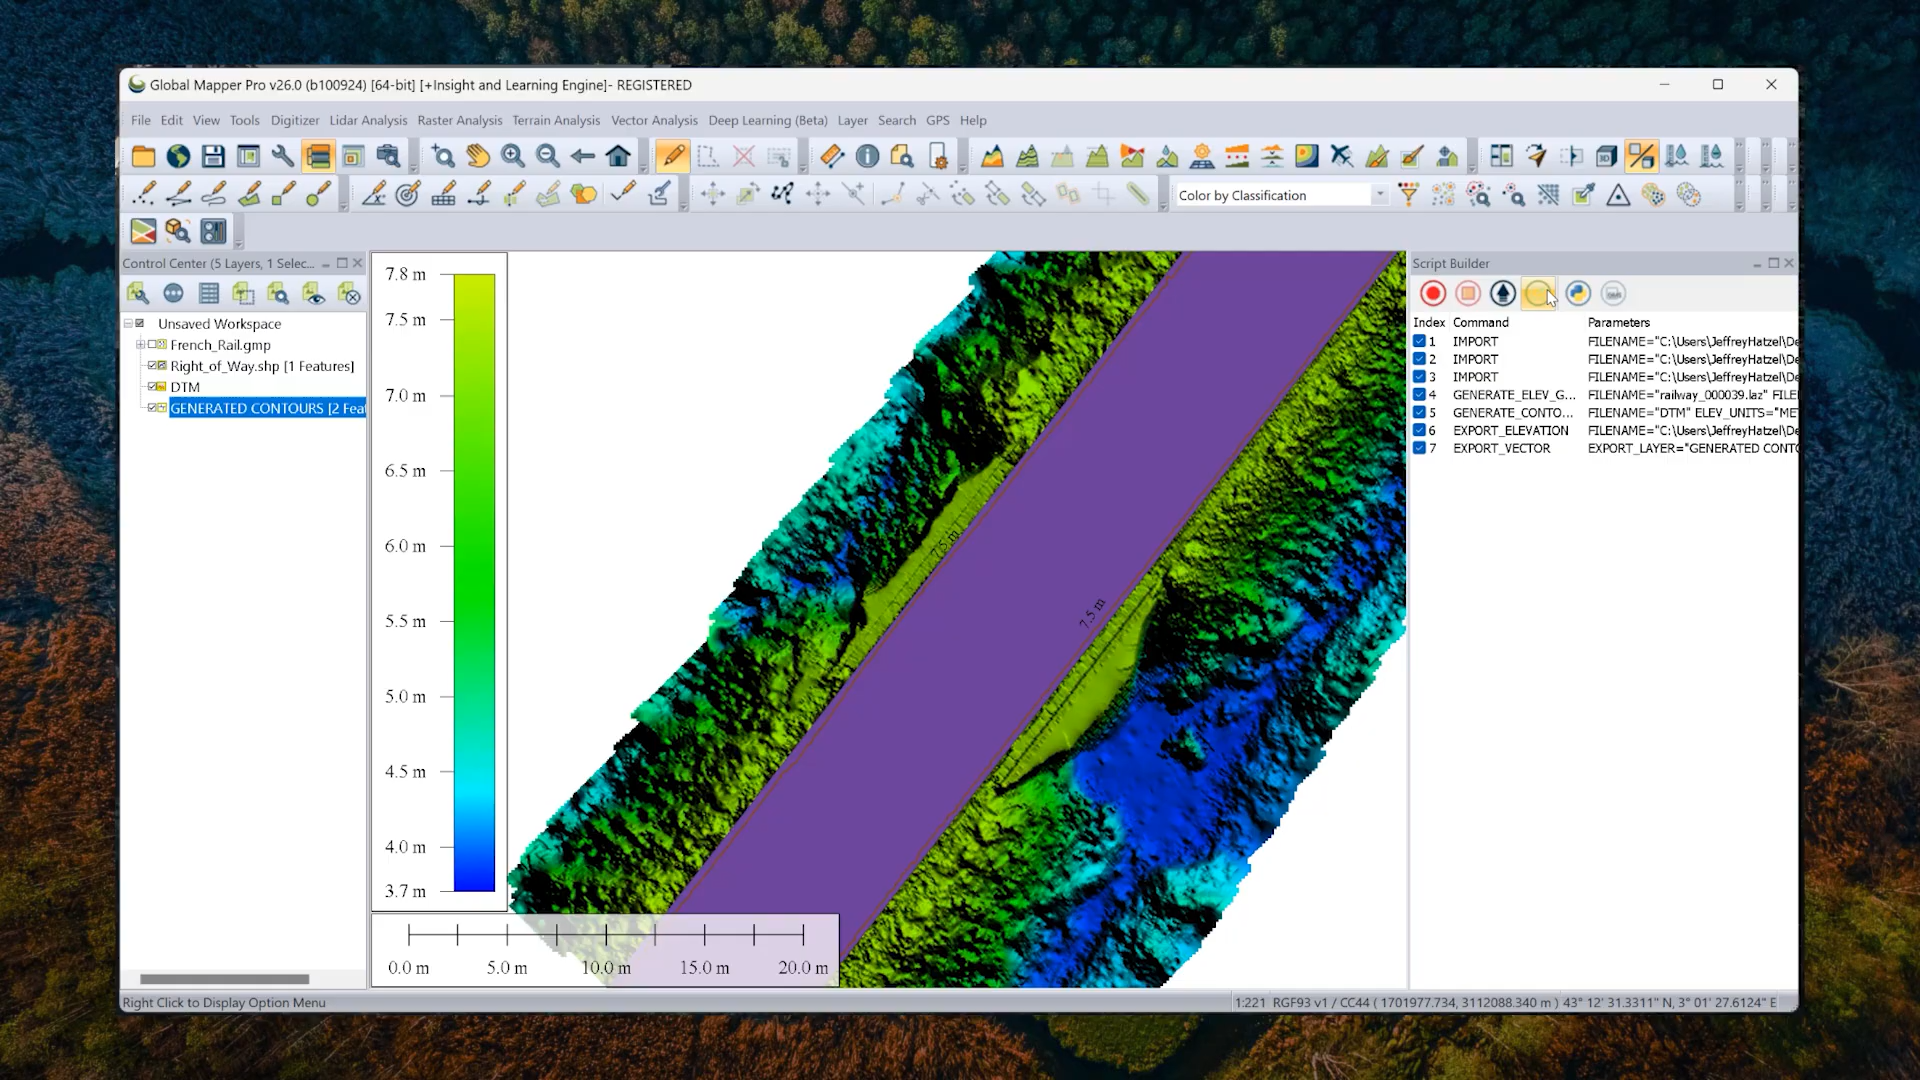 Global Mapper Pro v26.0 (b100924) [64-bit] [+Insight and Learning Engine]- REGISTERED
File Edit View Tools Digitizer Lidar Analysis Raster Analysis Terrain Analysis Vector Analysis Deep Learning (Beta) Layer Search GPS Help
Color by Classification
Control Center (5 Layers, 1 Selec...
Unsaved Workspace
French_Rail.gmp
Right_of_Way.shp [1 Features]
DTM
GENERATED CONTOURS [2 Fea
7.8 m
7.5 m
7.0 m
6.5 m
6.0 m
5.5 m
5.0 m
4.5 m
4.0 m
3.7 m
7.5 m
7.5 m
0.0 m 5.0 m 10.0 m 15.0 m 20.0 m
Script Builder
Index Command Parameters
1 IMPORT FILENAME="C:\Users\JeffreyHatzel\De
2 IMPORT FILENAME="C:\Users\JeffreyHatzel\De
3 IMPORT FILENAME="C:\Users\JeffreyHatzel\De
4 GENERATE_ELEV_G... FILENAME="railway_000039.laz" FILE
5 GENERATE_CONTO... FILENAME="DTM" ELEV_UNITS="ME
6 EXPORT_ELEVATION FILENAME="C:\Users\JeffreyHatzel\De
7 EXPORT_VECTOR EXPORT_LAYER="GENERATED CONTO
Right Click to Display Option Menu
1:221 RGF93 v1 / CC44 ( 1701977.734, 3112088.340 m ) 43° 12' 31.3311" N, 3° 01' 27.6124" E